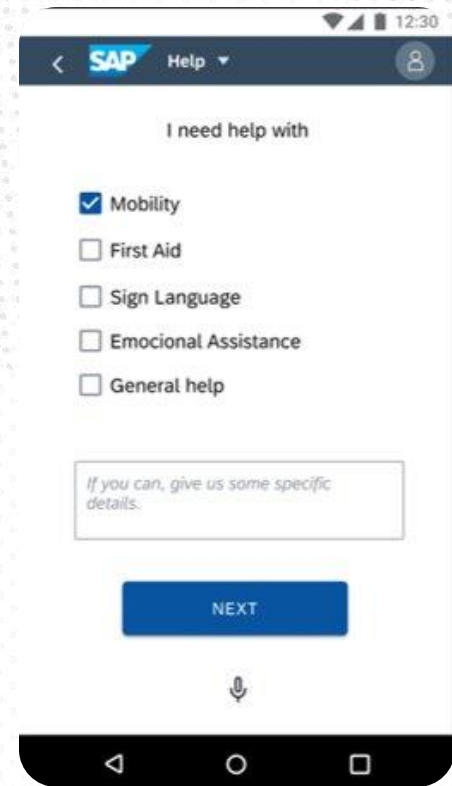 12:30
SAP Help
I need help with
Mobility
First Aid
Sign Language
Emocional Assistance
General help
If you can, give us some specific
details.
NEXT